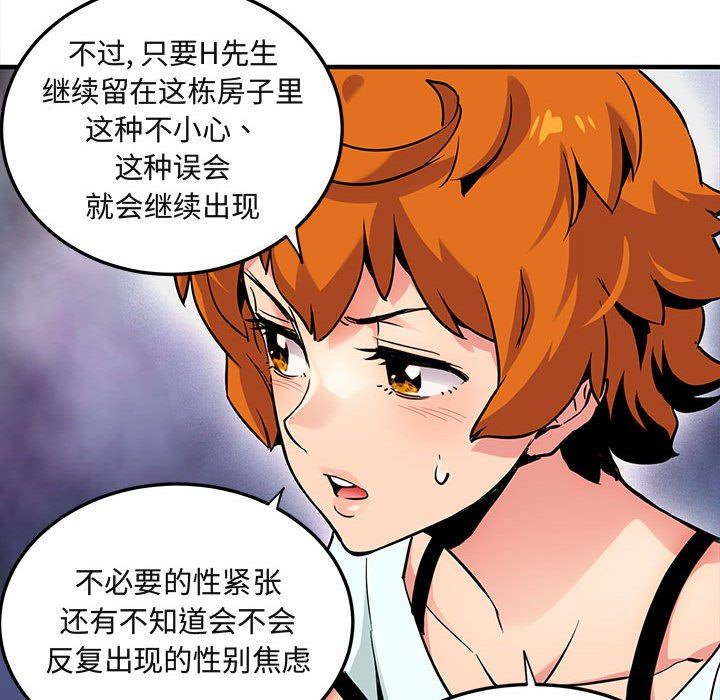 不过, 只要H先生
继续留在这栋房子里
这种不小心、
这种误会
就会继续出现
不必要的性紧张
还有不知道会不会
反复出现的性别焦虑